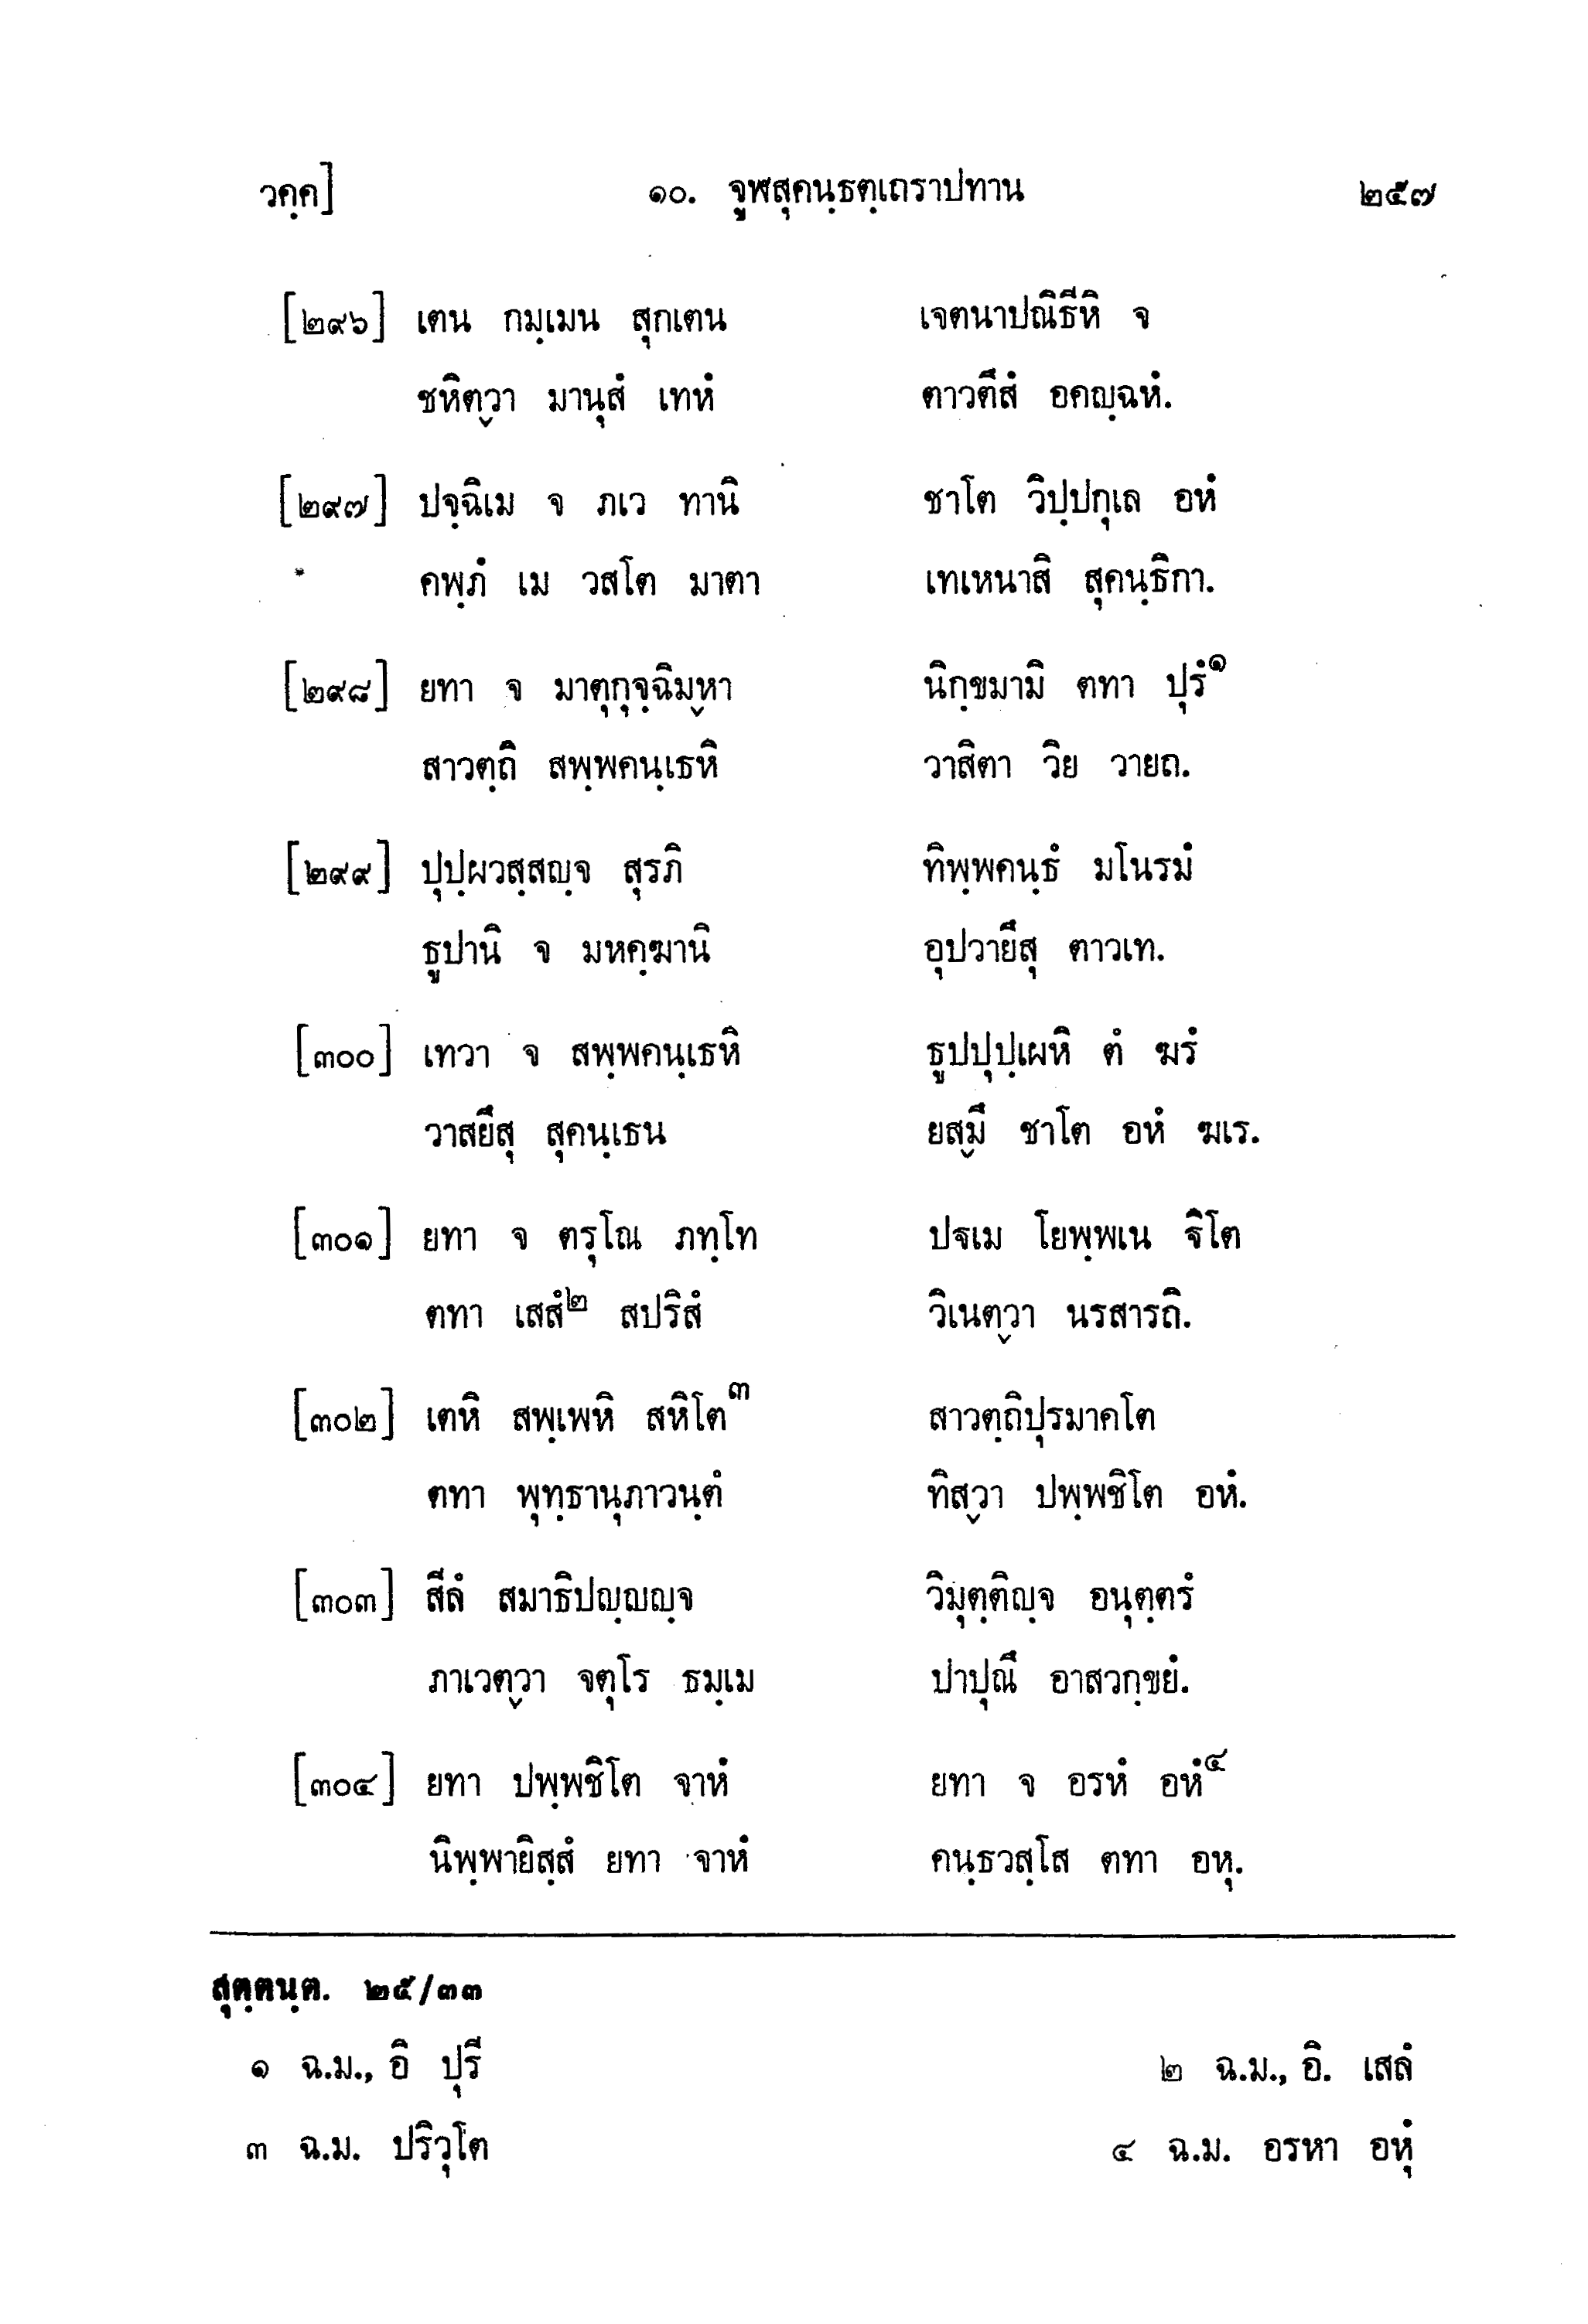 วคฺค] ๑๐. จูฬสุคนฺธตฺเถราปทาน ๒๕๗
[๒๙๖] เตน กมฺเมน สุกเตน เจตนาปณิธีหิ จ
ชหิตฺวา มานุสํ เทหํ ตาวตึสํ อคญฺฉหํ.
[๒๙๗] ปจฺฉิเม จ ภเว ทานิ ชาโต วิปฺปกุเล อหํ
คพฺภํ เม วสโต มาตา เทเหนาสิ สุคนฺธิกา.
[๒๙๘] ยทา จ มาตุกุจฺฉิมฺหา นิกฺขมามิ ตทา ปุรํ๑
สาวตฺถิ สพฺพคนฺเธหิ วาสิตา วิย วายถ.
[๒๙๙] ปุปฺผวสฺสญฺจ สุรภิ ทิพฺพคนฺธํ มโนรมํ
ธูปานิ จ มหคฺฆานิ อุปวายึสุ ตาวเท.
[๓๐๐] เทวา จ สพฺพคนฺเธหิ ธูปปุปฺเผหิ ตํ ฆรํ
วาสยึสุ สุคนฺเธน ยสฺมึ ชาโต อหํ ฆเร.
[๓๐๑] ยทา จ ตรุโณ ภทฺโท ปฐเม โยพฺพเน ฐิโต
ตทา เสสํ๒ สปริสํ วิเนตฺวา นรสารถิ.
[๓๐๒] เตหิ สพฺเพหิ สหิโต๓ สาวตฺถิปุรมาคโต
ตทา พุทฺธานุภาวนฺตํ ทิสฺวา ปพฺพชิโต อหํ.
[๓๐๓] สีลํ สมาธิปญฺญญฺจ วิมุตฺติญฺจ อนุตฺตรํ
ภาเวตฺวา จตุโร ธมฺเม ปาปุณึ อาสวกฺขยํ.
[๓๐๔] ยทา ปพฺพชิโต จาหํ ยทา จ อรหํ อหํ๔
นิพฺพายิสฺสํ ยทา จาหํ คนฺธวสฺโส ตทา อหุ.
สุตฺตนฺต. ๒๕/๓๓
๑ ฉ.ม., อิ ปุรี ๒ ฉ.ม., อิ. เสลํ
๓ ฉ.ม. ปริวุโต ๔ ฉ.ม. อรหา อหุํ